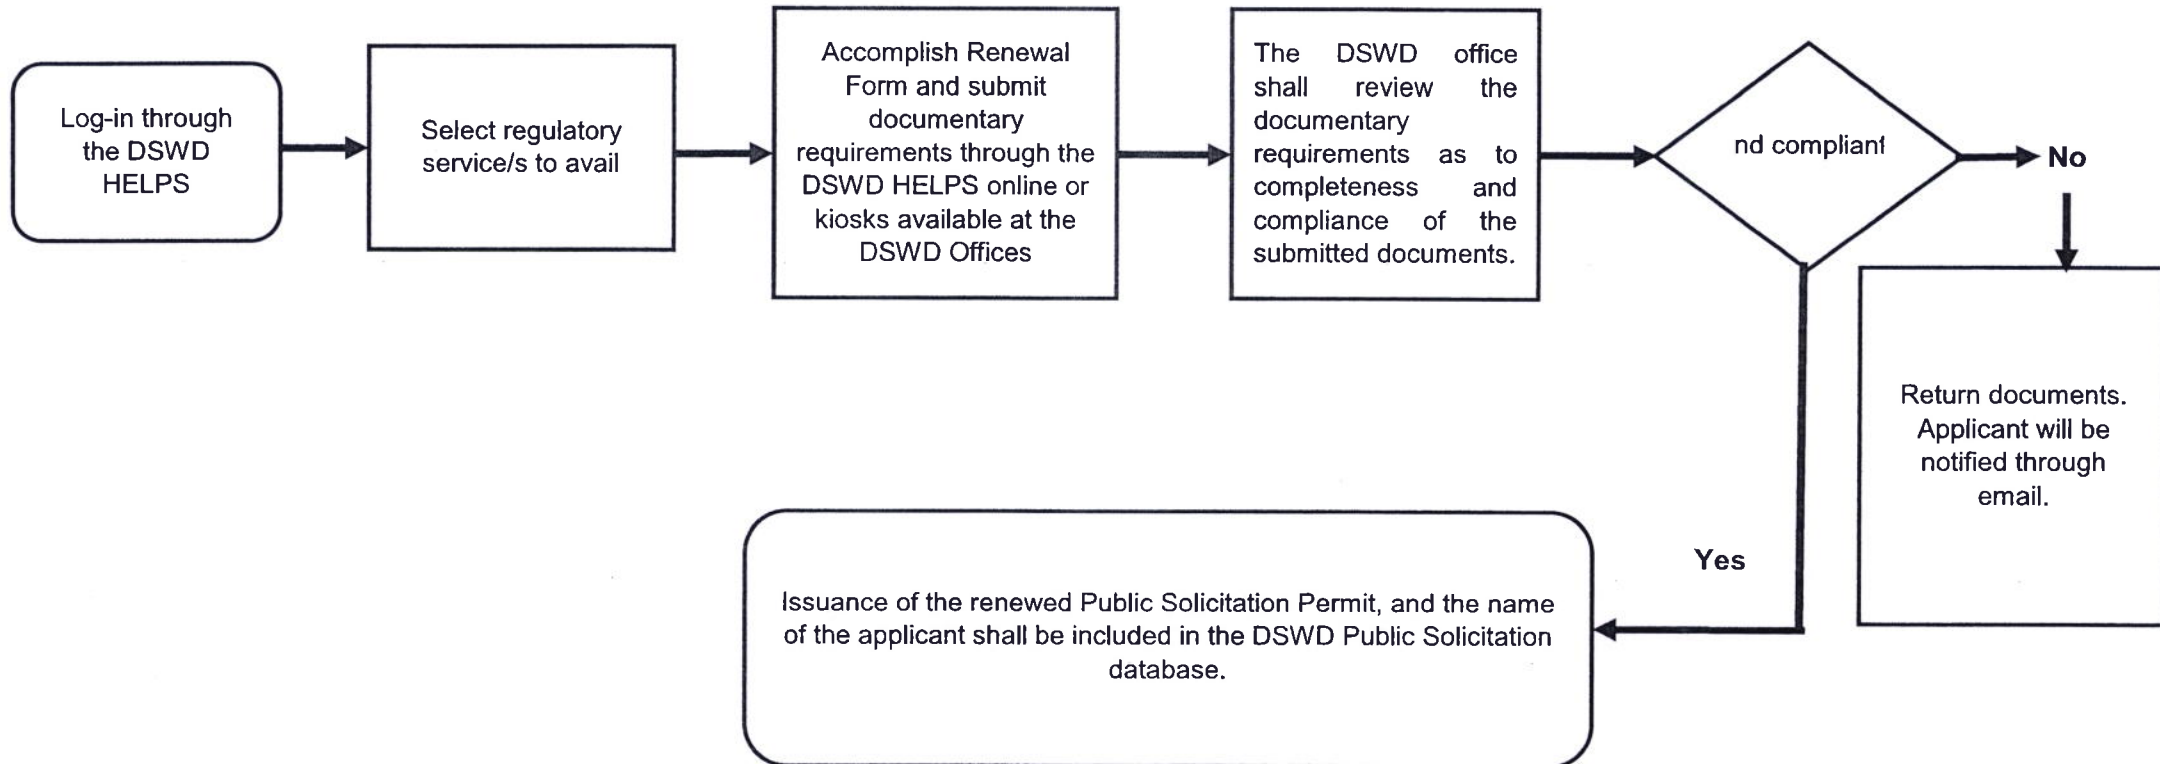 Log-in through
the DSWD
HELPS
Select regulatory
service/s to avail
Accomplish Renewal
Form and submit
documentary
requirements through the
DSWD HELPS online or
kiosks available at the
DSWD Offices
The DSWD office
shall review the
documentary
requirements as to
completeness and
compliance of the
submitted documents.
nd compliant
No
Return documents.
Applicant will be
notified through
email.
Yes
Issuance of the renewed Public Solicitation Permit, and the name
of the applicant shall be included in the DSWD Public Solicitation
database.